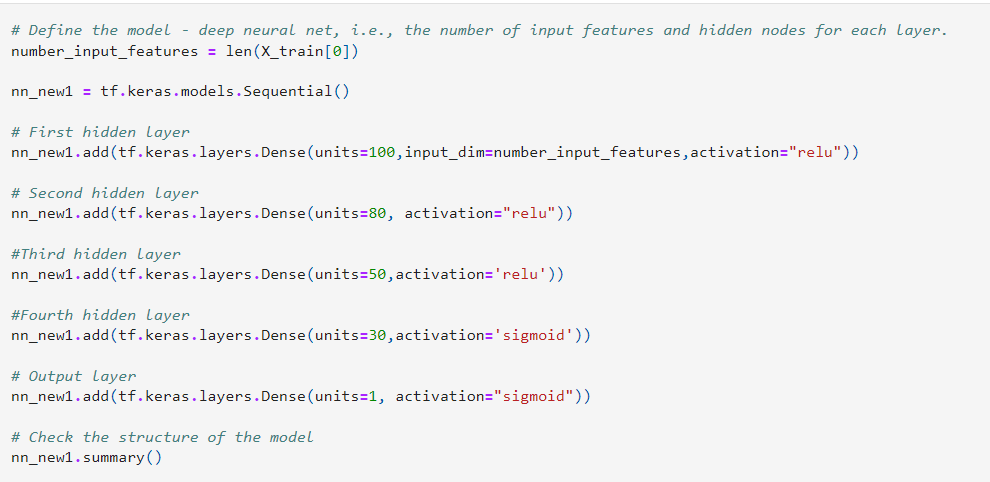 # Define the model - deep neural net, i.e., the number of input features and hidden nodes for each layer.
number_input_features = len(X_train[0])
nn_new1 = tf.keras.models.Sequential()
# First hidden layer
nn_new1.add(tf.keras.layers.Dense(units=100,input_dim=number_input_features,activation="relu"))
# Second hidden layer
nn_new1.add(tf.keras.layers.Dense(units=80, activation="relu"))
#Third hidden layer
nn_new1.add(tf.keras.layers.Dense(units=50,activation='relu'))
#Fourth hidden layer
nn_new1.add(tf.keras.layers.Dense(units=30,activation='sigmoid'))
# Output layer
nn_new1.add(tf.keras.layers.Dense(units=1, activation="sigmoid"))
# Check the structure of the model
nn_new1.summary()